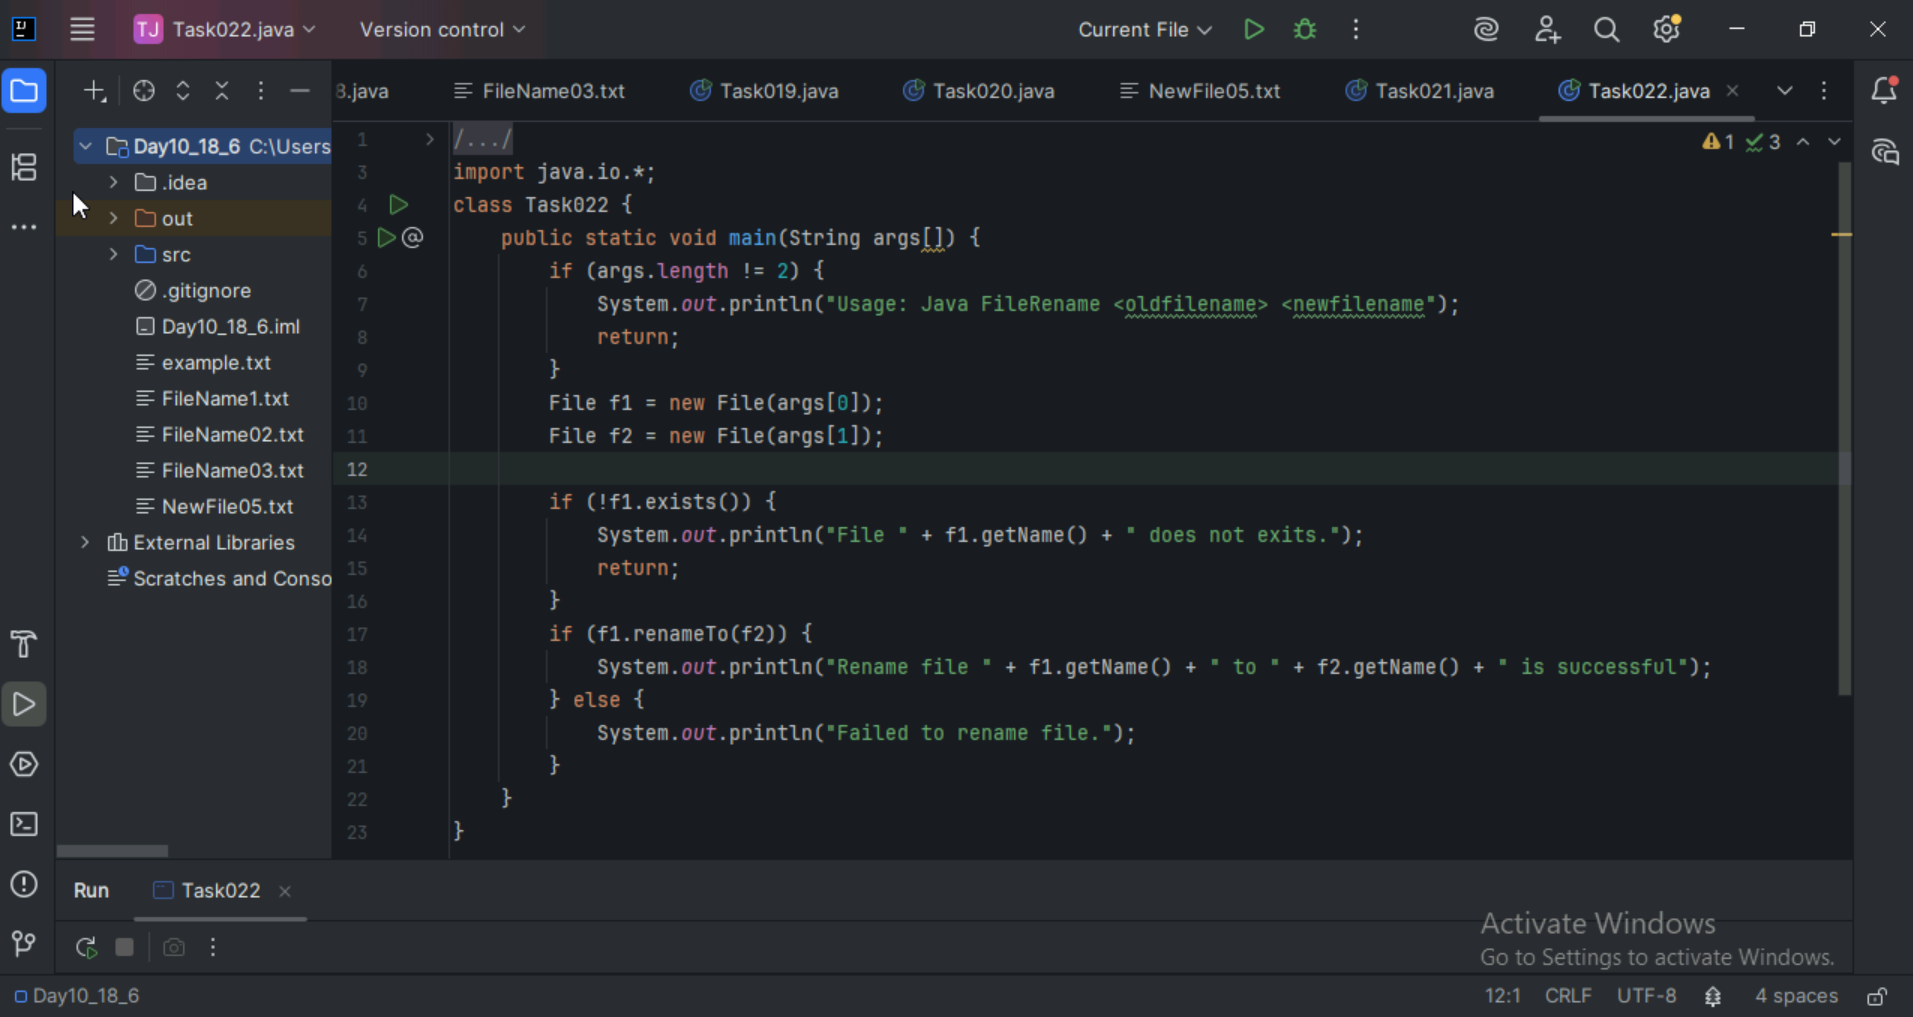 TJ Task022.java Version control Current File
8.java FileName03.txt Task019.java Task020.java NewFile05.txt Task021.java Task022.java
Day10_18_6 C:\Users
.idea
out
src
.gitignore
Day10_18_6.iml
example.txt
FileName1.txt
FileName02.txt
FileName03.txt
NewFile05.txt
External Libraries
Scratches and Conso
1 /.../
1 3
3 import java.io.*;
4 class Task022 {
5 @ public static void main(String args[]) {
6 if (args.length != 2) {
7 System.out.println("Usage: Java FileRename <oldfilename> <newfilename");
8 return;
9 }
10 File f1 = new File(args[0]);
11 File f2 = new File(args[1]);
12
13 if (!f1.exists()) {
14 System.out.println("File " + f1.getName() + " does not exits.");
15 return;
16 }
17 if (f1.renameTo(f2)) {
18 System.out.println("Rename file " + f1.getName() + " to " + f2.getName() + " is successful");
19 } else {
20 System.out.println("Failed to rename file.");
21 }
22 }
23 }
Run Task022
Activate Windows
Go to Settings to activate Windows.
Day10_18_6 12:1 CRLF UTF-8 4 spaces